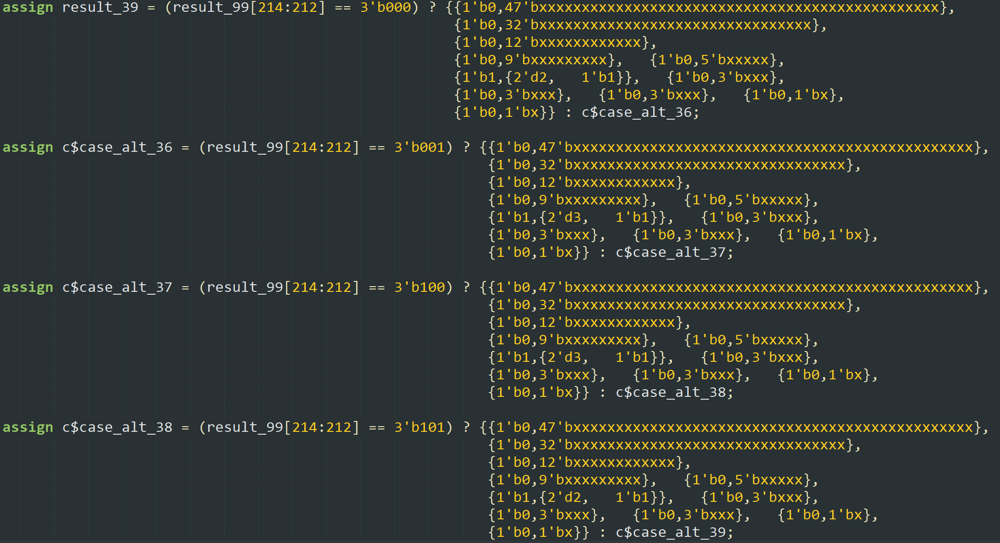 assign result_39 = (result_99[214:212] == 3'b000) ? {{1'b0,47'bxxxxxxxxxxxxxxxxxxxxxxxxxxxxxxxxxxxxxxxxxxxxxxx},
{1'b0,32'bxxxxxxxxxxxxxxxxxxxxxxxxxxxxxxxx},
{1'b0,12'bxxxxxxxxxxxx},
{1'b0,9'bxxxxxxxxx},   {1'b0,5'bxxxxx},
{1'b1,{2'd2,   1'b1}},   {1'b0,3'bxxx},
{1'b0,3'bxxx},   {1'b0,3'bxxx},   {1'b0,1'bx},
{1'b0,1'bx}} : c$case_alt_36;
assign c$case_alt_36 = (result_99[214:212] == 3'b001) ? {{1'b0,47'bxxxxxxxxxxxxxxxxxxxxxxxxxxxxxxxxxxxxxxxxxxxxxxx},
{1'b0,32'bxxxxxxxxxxxxxxxxxxxxxxxxxxxxxxxx},
{1'b0,12'bxxxxxxxxxxxx},
{1'b0,9'bxxxxxxxxx},   {1'b0,5'bxxxxx},
{1'b1,{2'd3,   1'b1}},   {1'b0,3'bxxx},
{1'b0,3'bxxx},   {1'b0,3'bxxx},   {1'b0,1'bx},
{1'b0,1'bx}} : c$case_alt_37;
assign c$case_alt_37 = (result_99[214:212] == 3'b100) ? {{1'b0,47'bxxxxxxxxxxxxxxxxxxxxxxxxxxxxxxxxxxxxxxxxxxxxxxx},
{1'b0,32'bxxxxxxxxxxxxxxxxxxxxxxxxxxxxxxxx},
{1'b0,12'bxxxxxxxxxxxx},
{1'b0,9'bxxxxxxxxx},   {1'b0,5'bxxxxx},
{1'b1,{2'd3,   1'b1}},   {1'b0,3'bxxx},
{1'b0,3'bxxx},   {1'b0,3'bxxx},   {1'b0,1'bx},
{1'b0,1'bx}} : c$case_alt_38;
assign c$case_alt_38 = (result_99[214:212] == 3'b101) ? {{1'b0,47'bxxxxxxxxxxxxxxxxxxxxxxxxxxxxxxxxxxxxxxxxxxxxxxx},
{1'b0,32'bxxxxxxxxxxxxxxxxxxxxxxxxxxxxxxxx},
{1'b0,12'bxxxxxxxxxxxx},
{1'b0,9'bxxxxxxxxx},   {1'b0,5'bxxxxx},
{1'b1,{2'd2,   1'b1}},   {1'b0,3'bxxx},
{1'b0,3'bxxx},   {1'b0,3'bxxx},   {1'b0,1'bx},
{1'b0,1'bx}} : c$case_alt_39;